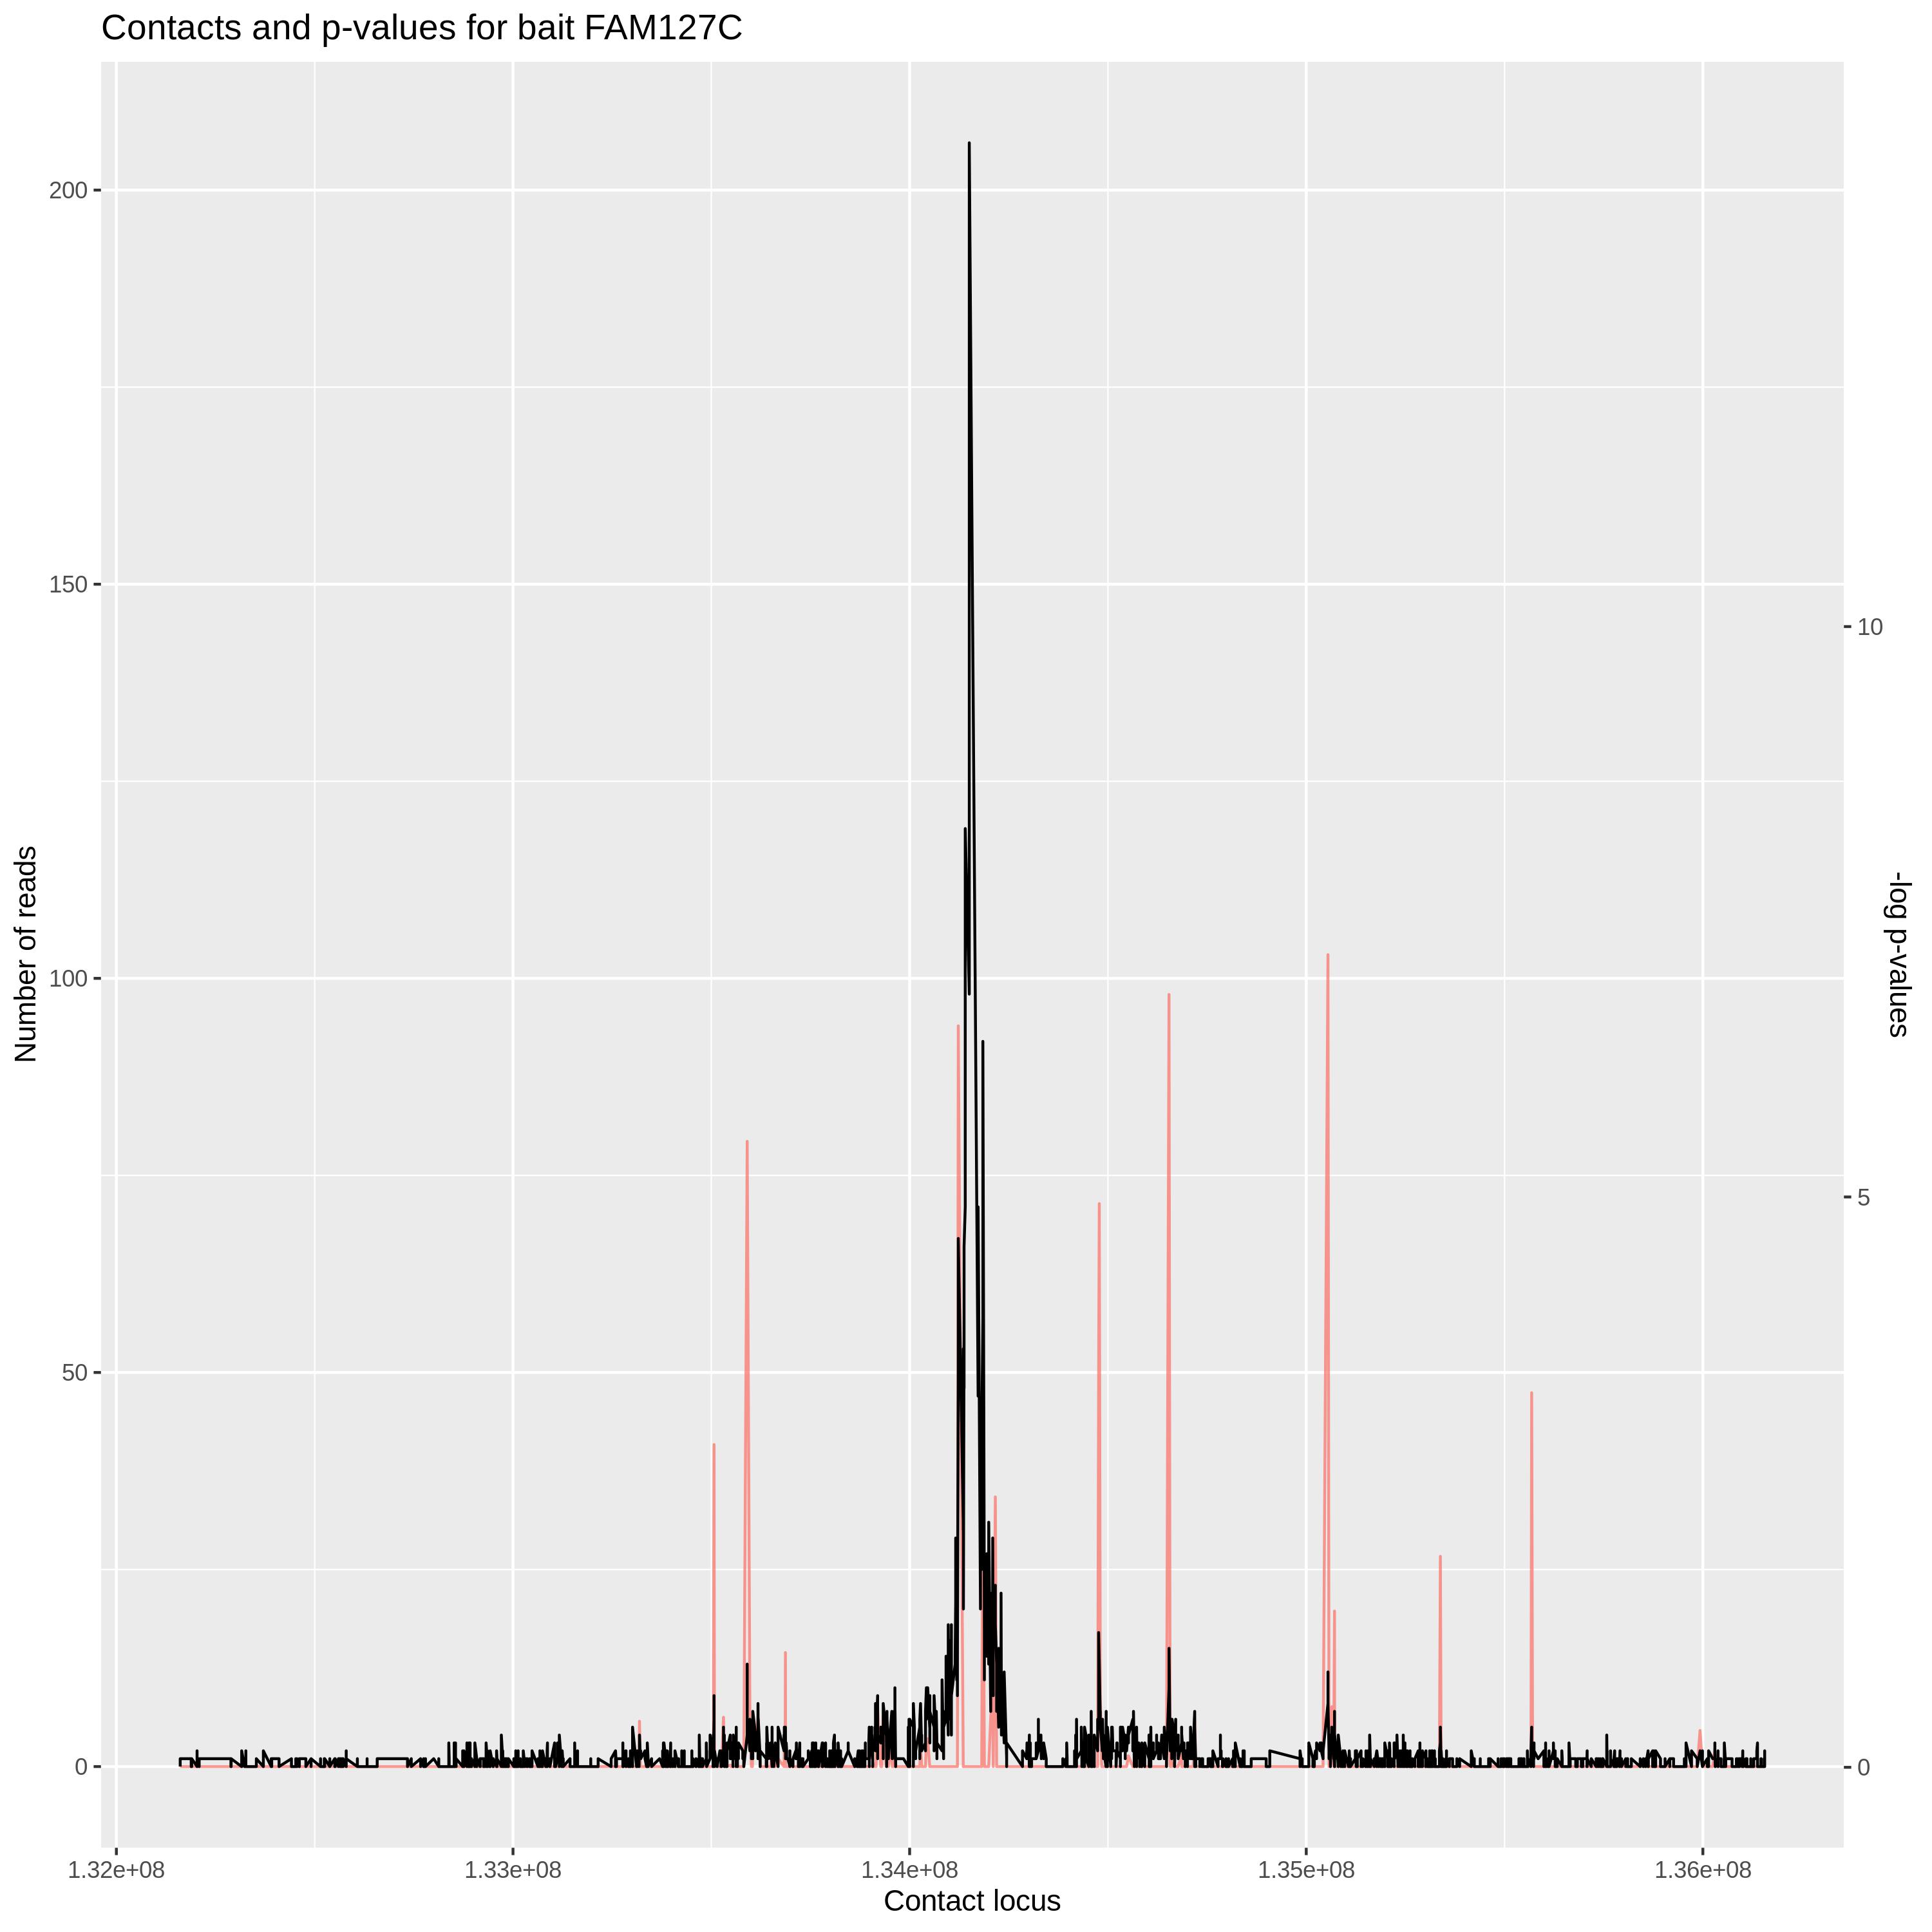 Contacts and p-values for bait FAM127C
200
150
100
50
0
Number of reads
10
5
0
-log p-values
1.32e+08 1.33e+08 1.34e+08 1.35e+08 1.36e+08
Contact locus